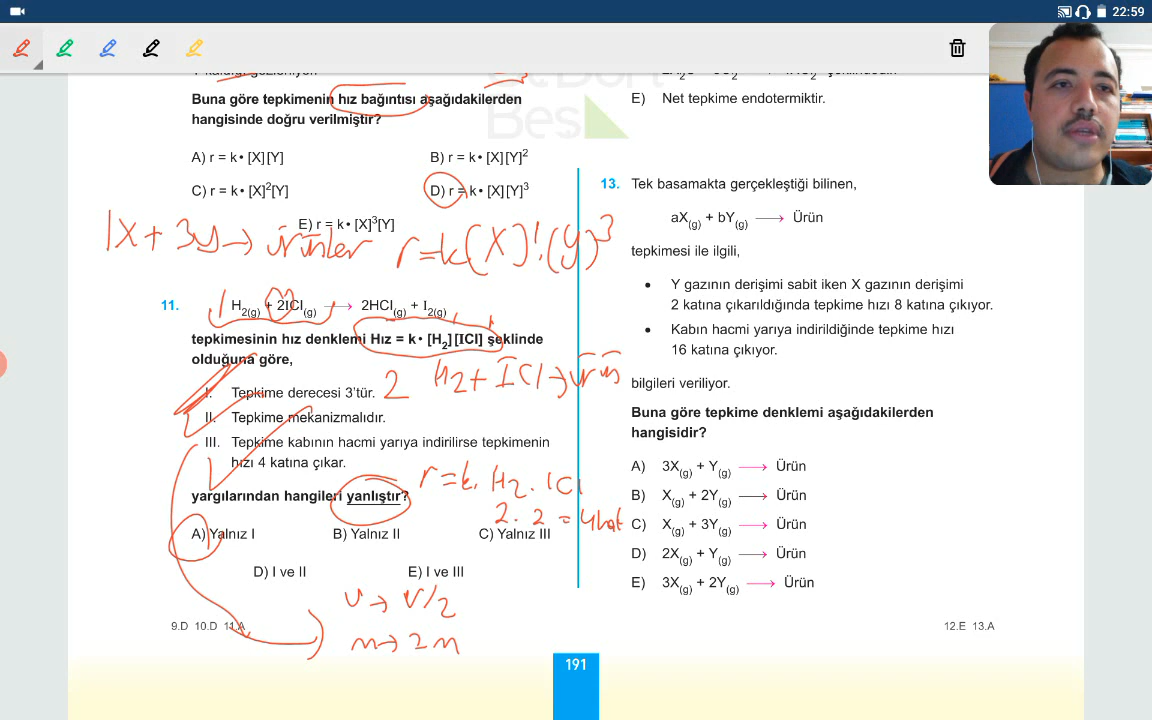 22:59
Buna göre tepkimenin hız bağıntısı aşağıdakilerden
hangisinde doğru verilmiştir?
A) r = k• [X][Y]
B) r = k• [X][Y]²
C) r = k• [X]²[Y]
D) r = k• [X][Y]³
E) r = k• [X]³[Y]
1X + 3Y → ürünler r = k(X)¹.(Y)³
11. H₂(g) + 2ICl(g) → 2HCl(g) + I₂(g)
tepkimesinin hız denklemi Hız = k• [H₂][ICl] şeklinde
olduğuna göre,
2 H₂ + ICl → ürün
I. Tepkime derecesi 3'tür.
II. Tepkime mekanizmalıdır.
III. Tepkime kabının hacmi yarıya indirilirse tepkimenin
hızı 4 katına çıkar.
r = k. H₂. ICl
2. 2 = 4kat
yargılarından hangileri yanlıştır?
A) Yalnız I
B) Yalnız II
C) Yalnız III
D) I ve II
E) I ve III
V → V/2
M → 2M
9.D 10.D 11.A
E) Net tepkime endotermiktir.
13. Tek basamakta gerçekleştiği bilinen,
aX(g) + bY(g) → Ürün
tepkimesi ile ilgili,
• Y gazının derişimi sabit iken X gazının derişimi
2 katına çıkarıldığında tepkime hızı 8 katına çıkıyor.
• Kabın hacmi yarıya indirildiğinde tepkime hızı
16 katına çıkıyor.
bilgileri veriliyor.
Buna göre tepkime denklemi aşağıdakilerden
hangisidir?
A) 3X(g) + Y(g) → Ürün
B) X(g) + 2Y(g) → Ürün
C) X(g) + 3Y(g) → Ürün
D) 2X(g) + Y(g) → Ürün
E) 3X(g) + 2Y(g) → Ürün
12.E 13.A
191